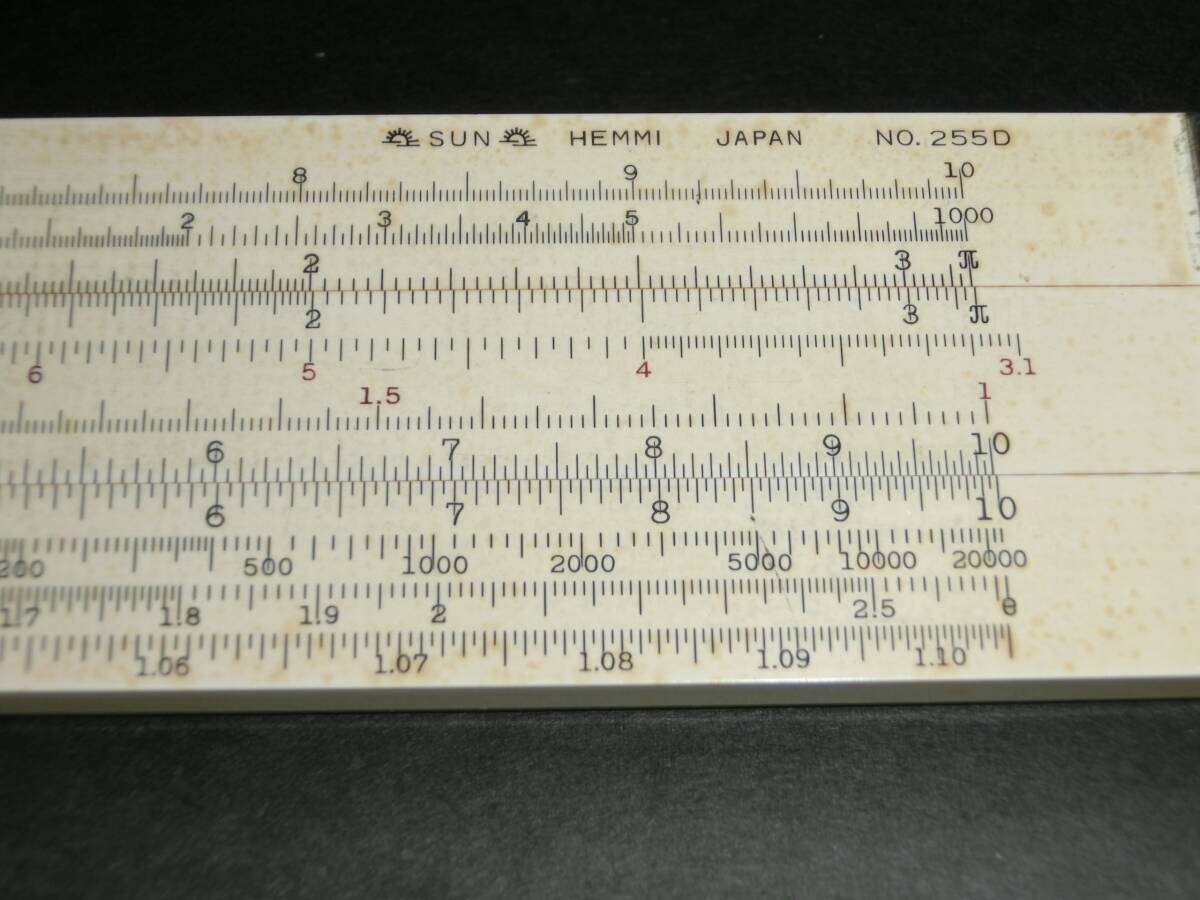 SUN HEMMI JAPAN NO. 255D
8 9 10
2 3 4 5 1000
2 3 π
2 3 π
6 5 4 3.1
1.5 1
6 7 8 9 10
6 7 8 9 10
200 500 1000 2000 5000 10000 20000
1.7 1.8 1.9 2 2.5 e
1.06 1.07 1.08 1.09 1.10